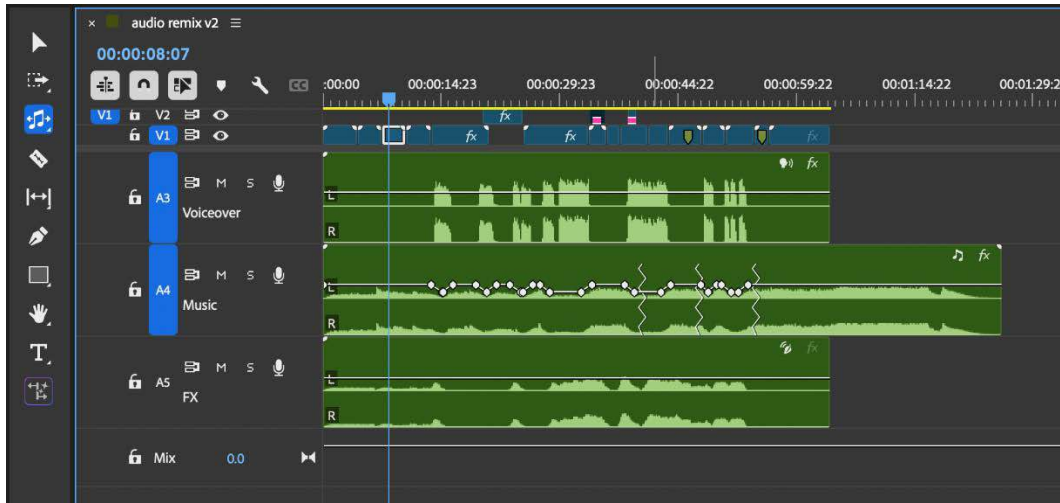 × audio remix v2 ≡
00:00:08:07
:00:00 00:00:14:23 00:00:29:23 00:00:44:22 00:00:59:22 00:01:14:22 00:01:29:2
CC
V1 V2 fx
V1 fx fx fx
fx
A3 M S
L
Voiceover
R
fx
A4 M S
L
Music
R
fx
A5 M S
L
FX
R
T
Mix 0.0